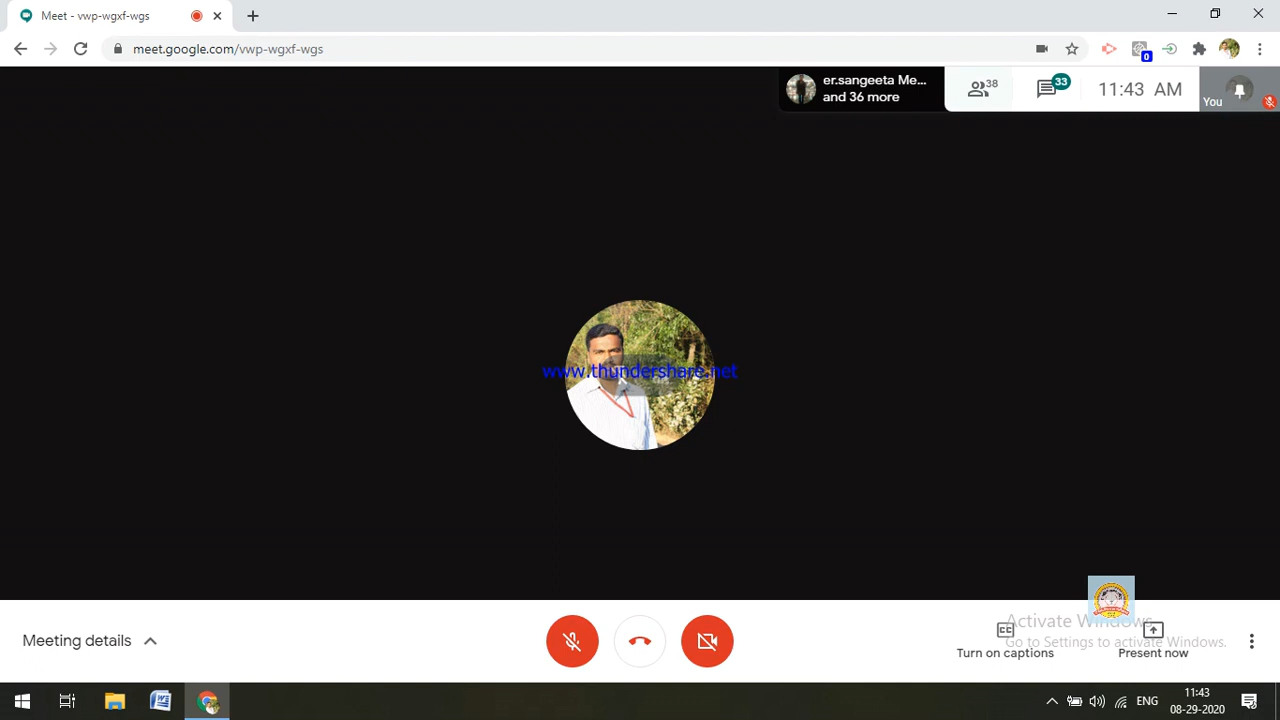 Meet - vwp-wgxf-wgs
meet.google.com/vwp-wgxf-wgs
0
er.sangeeta Me...
and 36 more
38
33
11:43 AM
You
www.thundershare.net
Meeting details
Activate Windows
Go to Settings to activate Windows.
CC
Turn on captions
Present now
W
ENG
11:43
08-29-2020